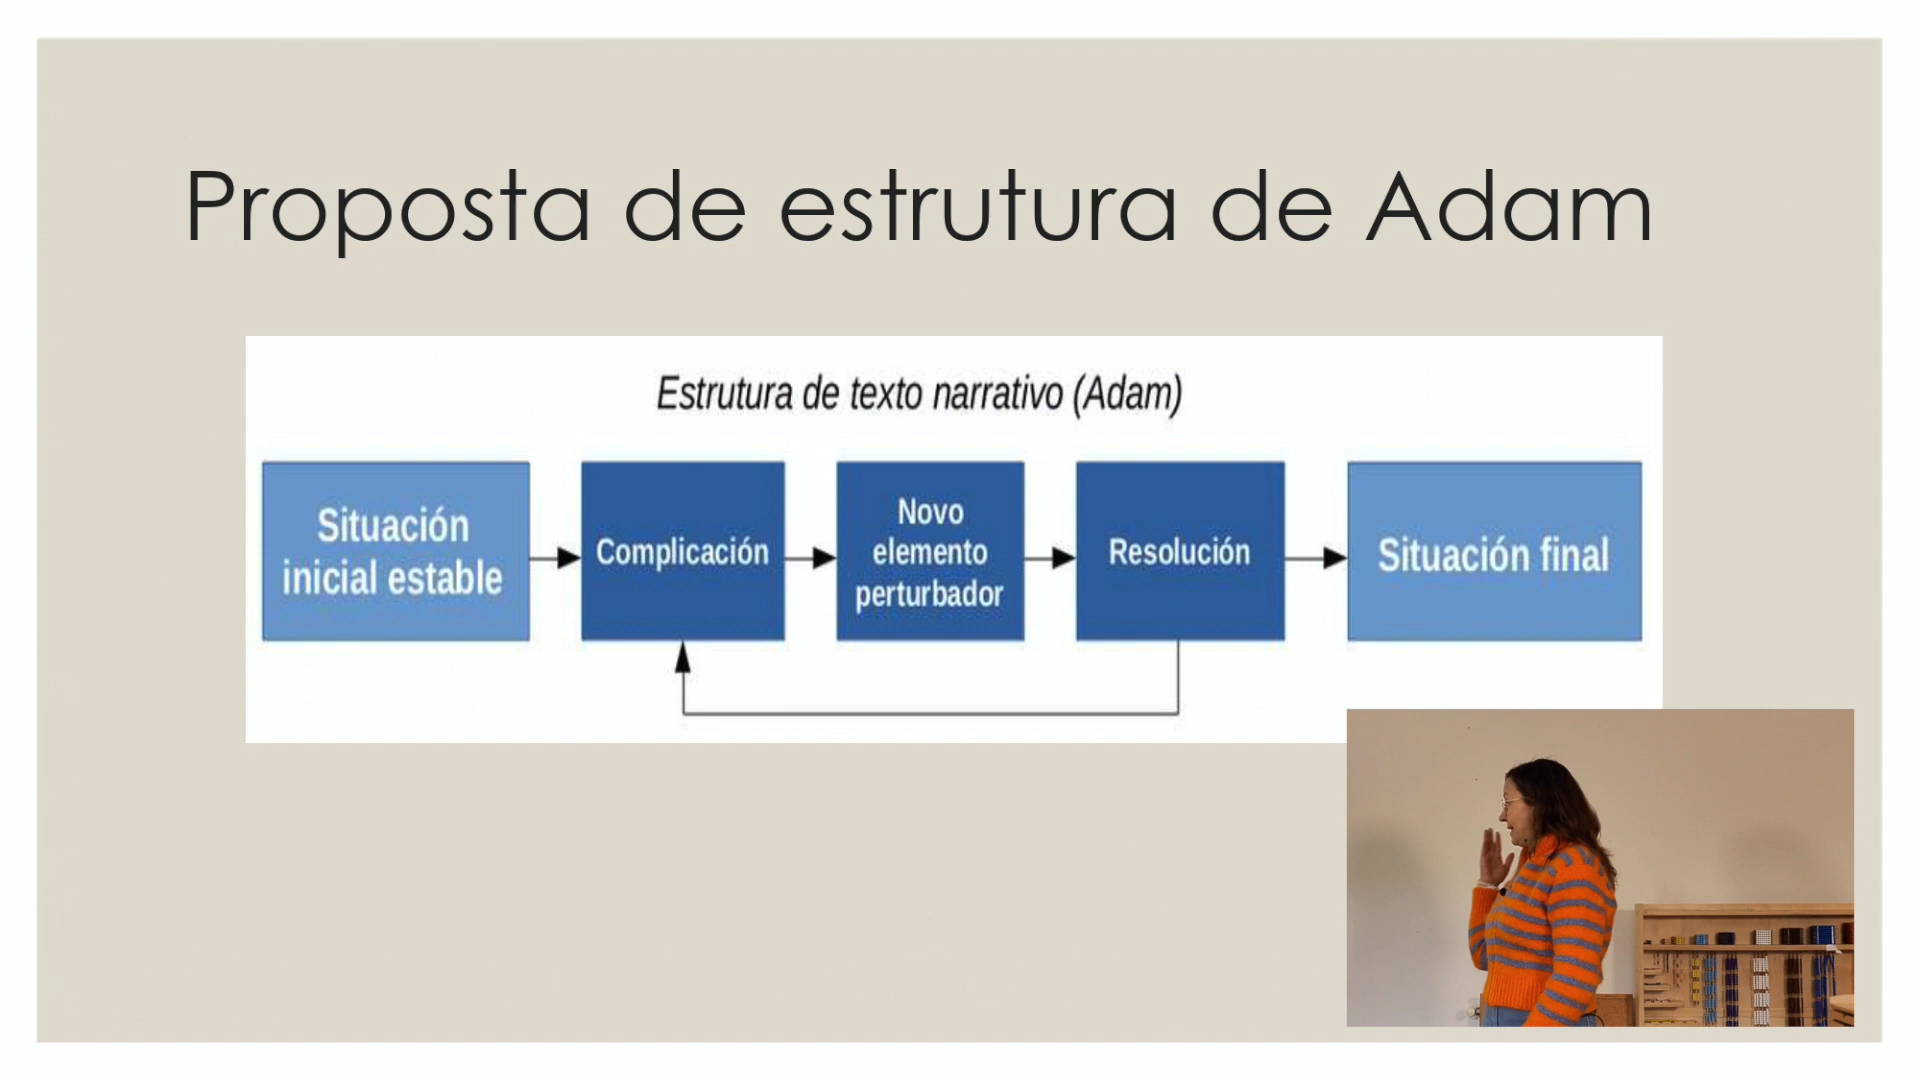 Proposta de estrutura de Adam
Estrutura de texto narrativo (Adam)
Situación
inicial estable
Complicación
Novo
elemento
perturbador
Resolución
Situación final